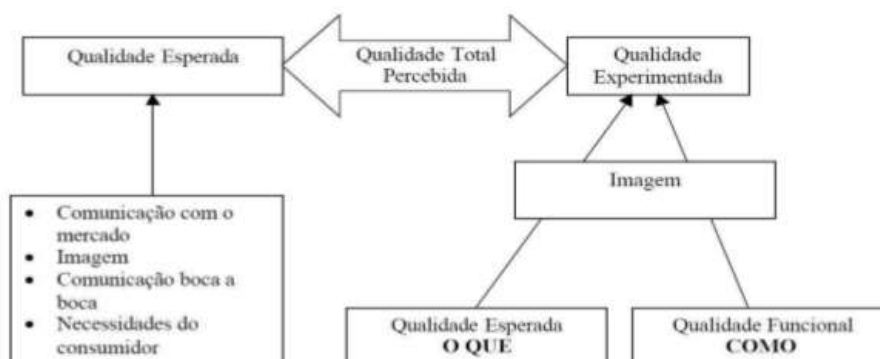 Qualidade Esperada
Qualidade Total
Percebida
Qualidade
Experimentada
Imagem
• Comunicação com o
mercado
• Imagem
• Comunicação boca a
boca
• Necessidades do
consumidor
Qualidade Esperada
O QUE
Qualidade Funcional
COMO